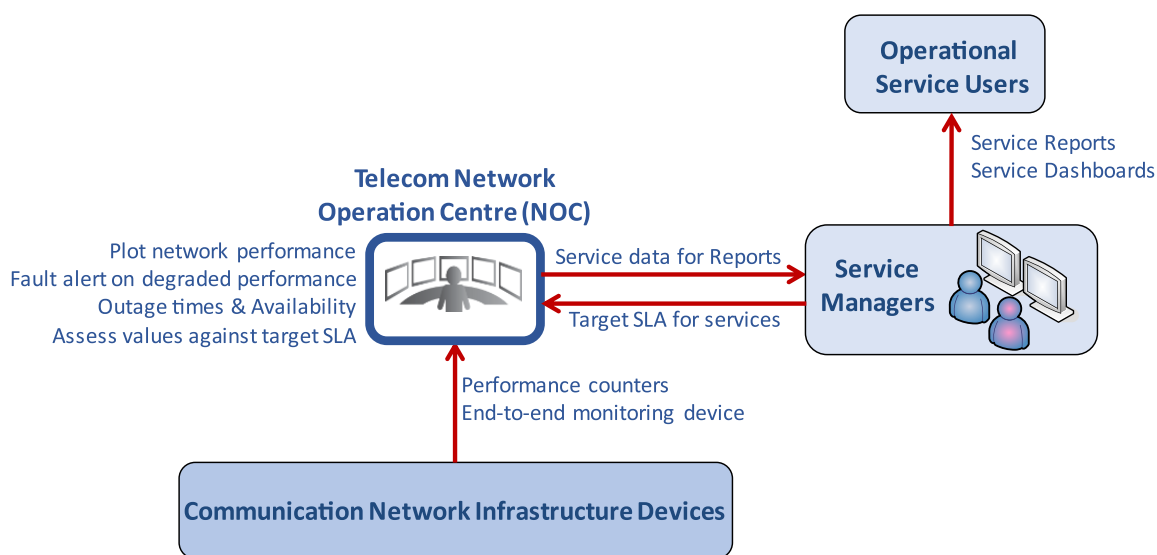 Operational
Service Users
Service Reports
Service Dashboards
Telecom Network
Operation Centre (NOC)
Plot network performance
Fault alert on degraded performance
Outage times & Availability
Assess values against target SLA
Service data for Reports
Target SLA for services
Service
Managers
Performance counters
End-to-end monitoring device
Communication Network Infrastructure Devices